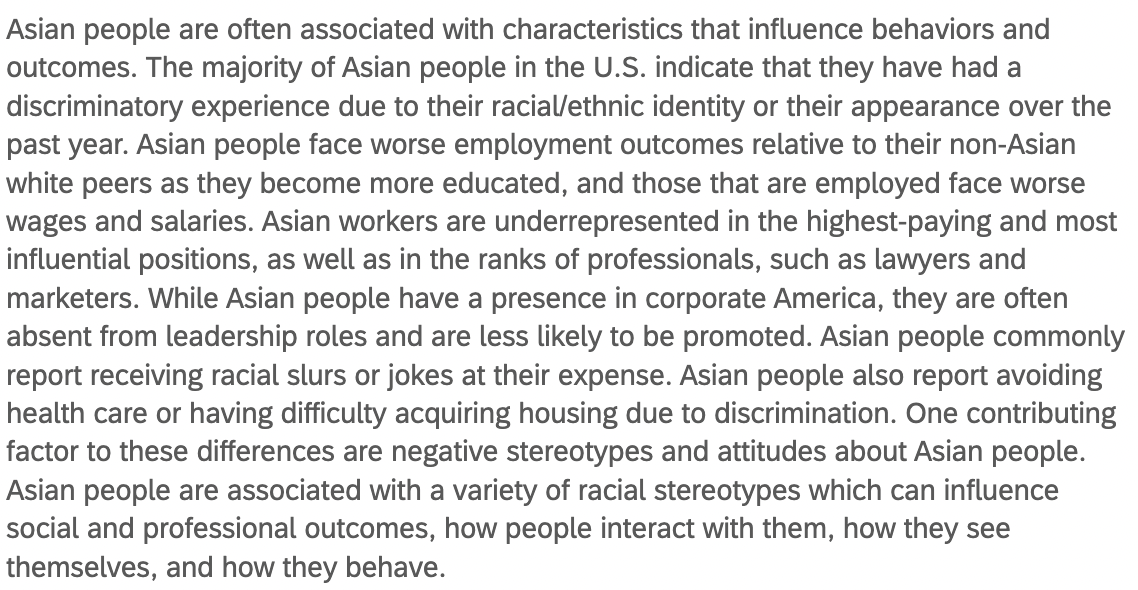 Asian people are often associated with characteristics that influence behaviors and
outcomes. The majority of Asian people in the U.S. indicate that they have had a
discriminatory experience due to their racial/ethnic identity or their appearance over the
past year. Asian people face worse employment outcomes relative to their non-Asian
white peers as they become more educated, and those that are employed face worse
wages and salaries. Asian workers are underrepresented in the highest-paying and most
influential positions, as well as in the ranks of professionals, such as lawyers and
marketers. While Asian people have a presence in corporate America, they are often
absent from leadership roles and are less likely to be promoted. Asian people commonly
report receiving racial slurs or jokes at their expense. Asian people also report avoiding
health care or having difficulty acquiring housing due to discrimination. One contributing
factor to these differences are negative stereotypes and attitudes about Asian people.
Asian people are associated with a variety of racial stereotypes which can influence
social and professional outcomes, how people interact with them, how they see
themselves, and how they behave.